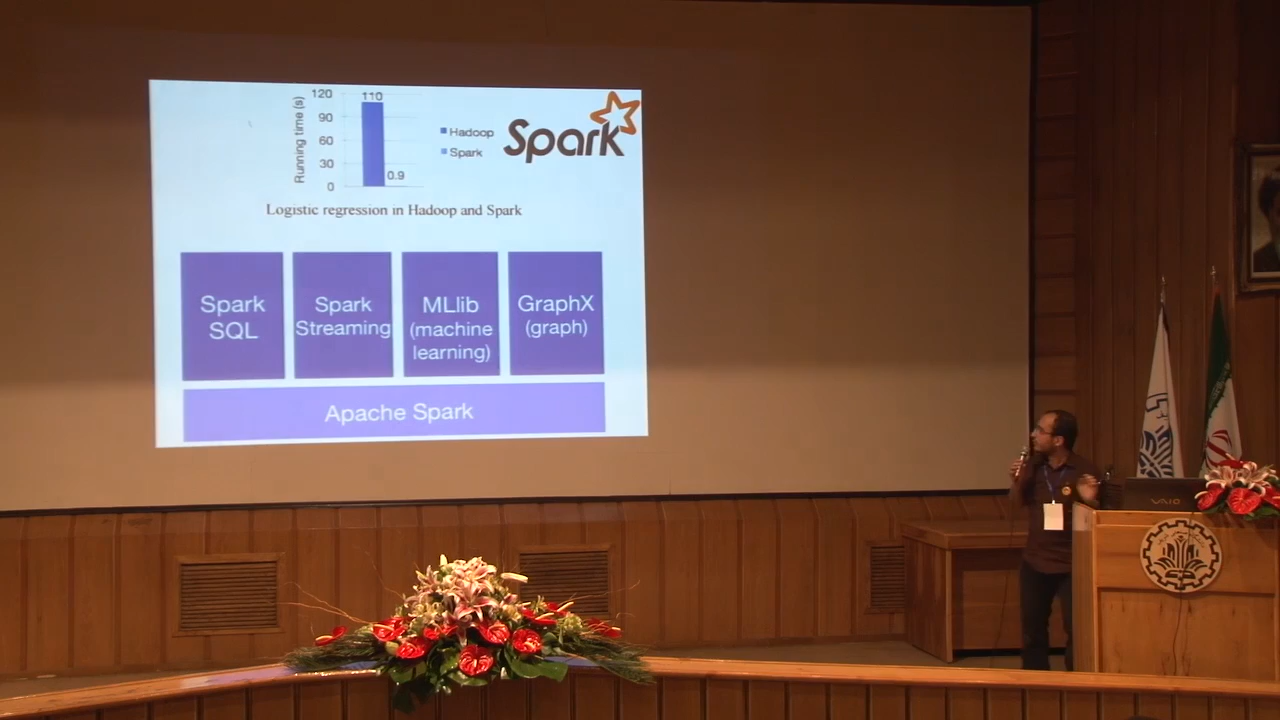 120
110
90
60
30
0
0.9
Running time (s)
Hadoop
Spark
Spark
Logistic regression in Hadoop and Spark
Spark
SQL
Spark
Streaming
MLlib
(machine
learning)
GraphX
(graph)
Apache Spark
VAIO